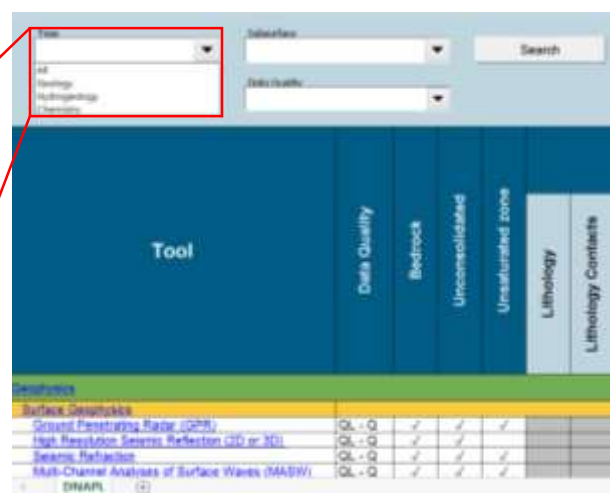 Type
Subsurface
Search
All
Geology
Hydrogeology
Chemistry
Data Quality
Tool
Data Quality
Bedrock
Unconsolidated
Unsaturated zone
Lithology
Lithology Contacts
Geophysics
Surface Geophysics
Ground Penetrating Radar (GPR) QL - Q √ √ √
High Resolution Seismic Reflection (2D or 3D) QL - Q √ √
Seismic Refraction QL - Q √ √ √
Multi-Channel Analyses of Surface Waves (MASW) QL - Q √ √ √
DNAPL